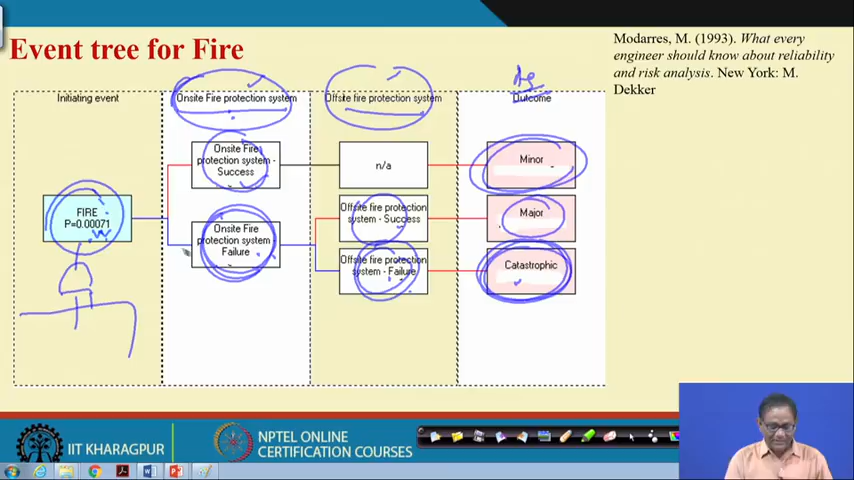 Event tree for Fire
Modarres, M. (1993). What every
engineer should know about reliability
and risk analysis. New York: M.
Dekker
Initiating event
Onsite Fire protection system
Offsite fire protection system
Outcome
Onsite Fire
protection system -
Success
n/a
Minor
FIRE
P=0.00071
Offsite fire protection
system - Success
Major
Onsite Fire
protection system -
Failure
Offsite fire protection
system - Failure
Catastrophic
IIT KHARAGPUR
NPTEL ONLINE
CERTIFICATION COURSES